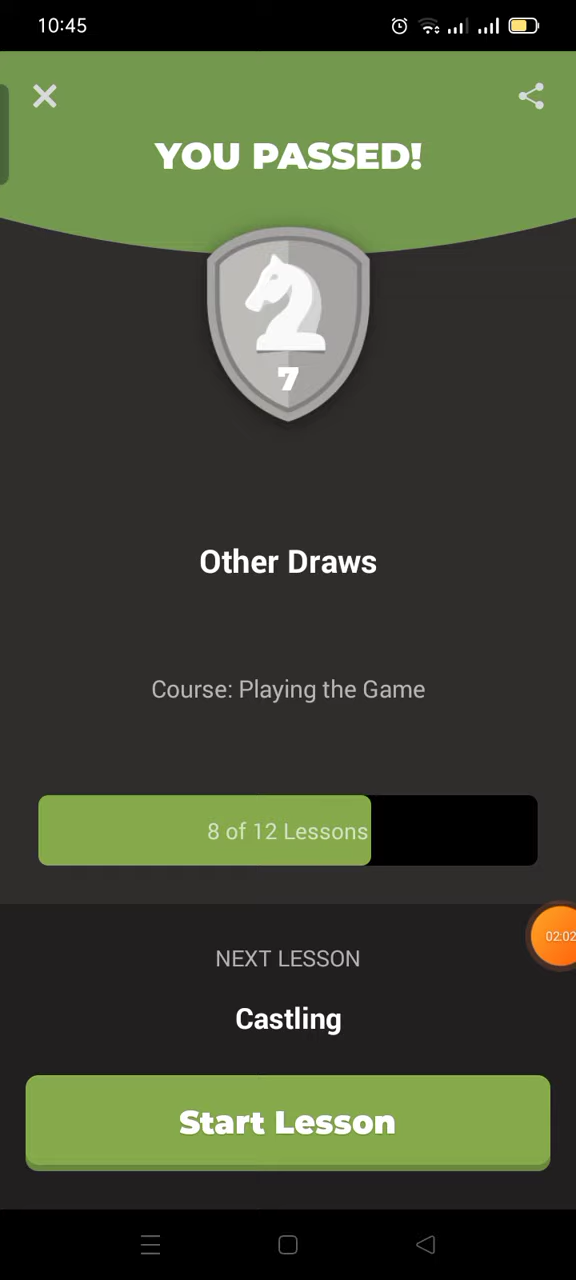 10:45
YOU PASSED!
7
Other Draws
Course: Playing the Game
8 of 12 Lessons
02:02
NEXT LESSON
Castling
Start Lesson